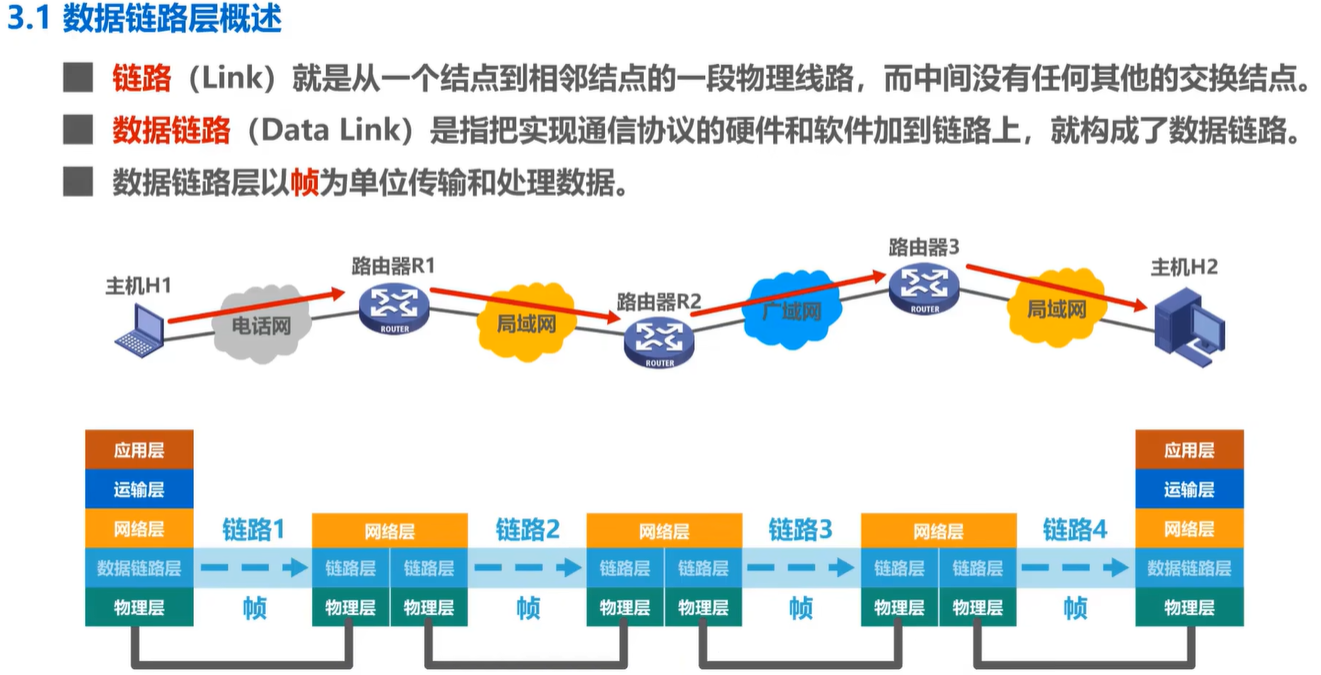 3.1 数据链路层概述
链路（Link）就是从一个结点到相邻结点的一段物理线路，而中间没有任何其他的交换结点。
数据链路（Data Link）是指把实现通信协议的硬件和软件加到链路上，就构成了数据链路。
数据链路层以帧为单位传输和处理数据。
主机H1
电话网
路由器R1
ROUTER
局域网
路由器R2
ROUTER
广域网
路由器3
ROUTER
局域网
主机H2
应用层
应用层
运输层
运输层
网络层 链路1 网络层 链路2 网络层 链路3 网络层 链路4 网络层
数据链路层 链路层 链路层 链路层 链路层 链路层 链路层 数据链路层
物理层 帧 物理层 物理层 帧 物理层 物理层 帧 物理层 物理层 帧 物理层